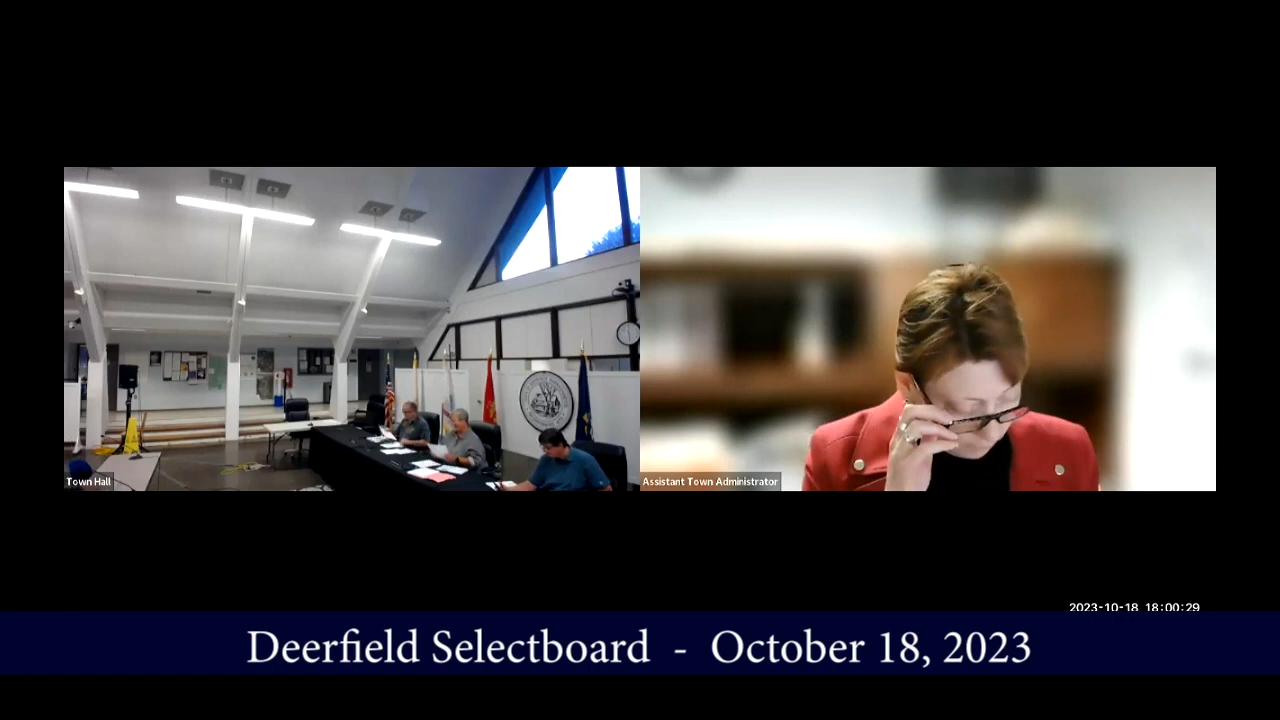 Town Hall
Assistant Town Administrator
2023-10-18 18:00:29
Deerfield Selectboard - October 18, 2023